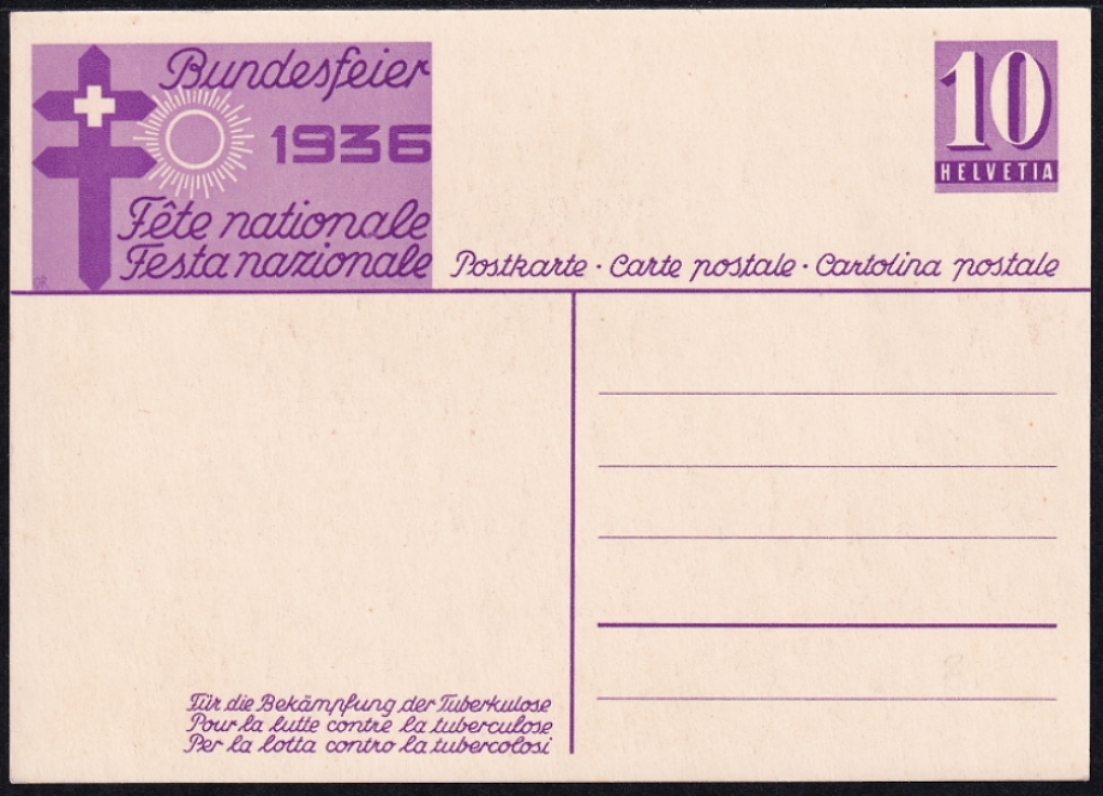 Bundesfeier
1936
Fête nationale
Festa nazionale
10
HELVETIA
Postkarte · Carte postale · Cartolina postale
Für die Bekämpfung der Tuberkulose
Pour la lutte contre la tuberculose
Per la lotta contro la tubercolosi